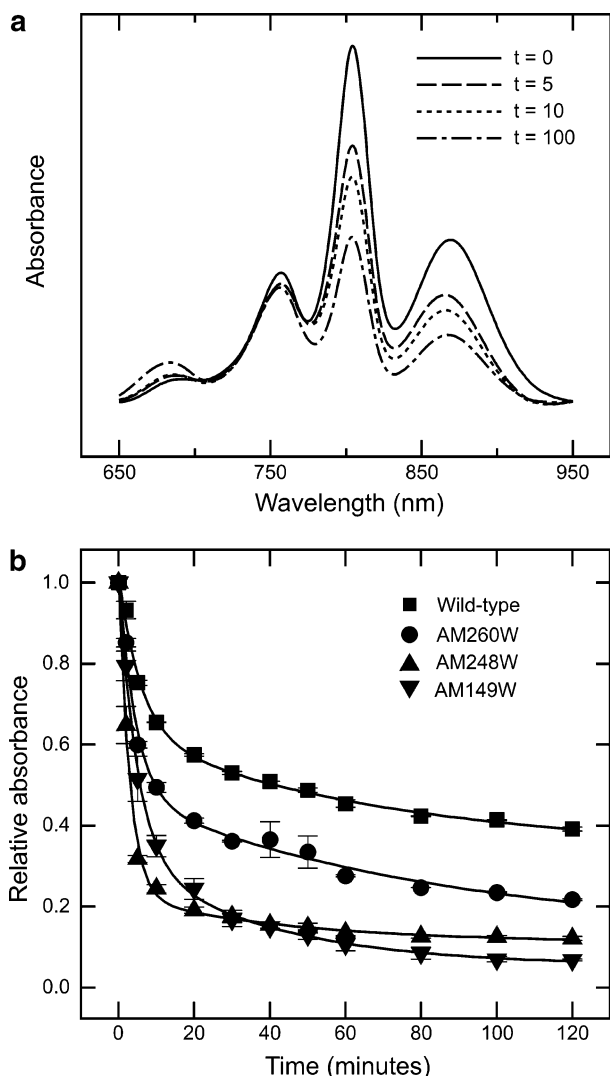 a
t = 0
t = 5
t = 10
t = 100
Absorbance
650
750
850
950
Wavelength (nm)
b
1.0
0.8
0.6
0.4
0.2
0.0
Wild-type
AM260W
AM248W
AM149W
Relative absorbance
0
20
40
60
80
100
120
Time (minutes)